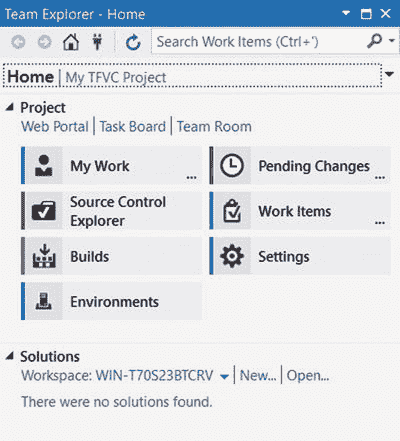 Team Explorer - Home
Search Work Items (Ctrl+')
Home | My TFVC Project
Project
Web Portal | Task Board | Team Room
My Work ...
Pending Changes ...
Source Control
Explorer
Work Items ...
Builds
Settings
Environments
Solutions
Workspace: WIN-T70S23BTCRV | New... | Open...
There were no solutions found.